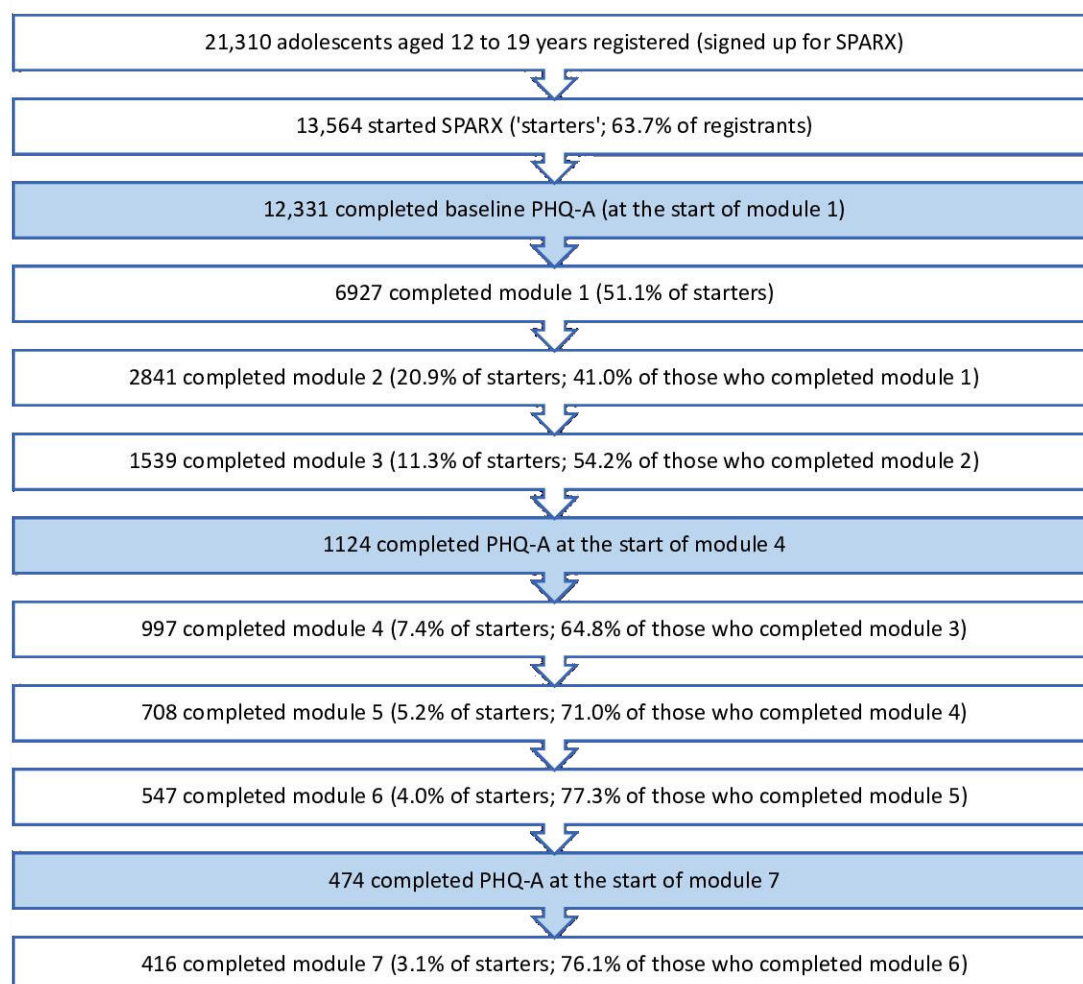 21,310 adolescents aged 12 to 19 years registered (signed up for SPARX)
13,564 started SPARX ('starters'; 63.7% of registrants)
12,331 completed baseline PHQ-A (at the start of module 1)
6927 completed module 1 (51.1% of starters)
2841 completed module 2 (20.9% of starters; 41.0% of those who completed module 1)
1539 completed module 3 (11.3% of starters; 54.2% of those who completed module 2)
1124 completed PHQ-A at the start of module 4
997 completed module 4 (7.4% of starters; 64.8% of those who completed module 3)
708 completed module 5 (5.2% of starters; 71.0% of those who completed module 4)
547 completed module 6 (4.0% of starters; 77.3% of those who completed module 5)
474 completed PHQ-A at the start of module 7
416 completed module 7 (3.1% of starters; 76.1% of those who completed module 6)